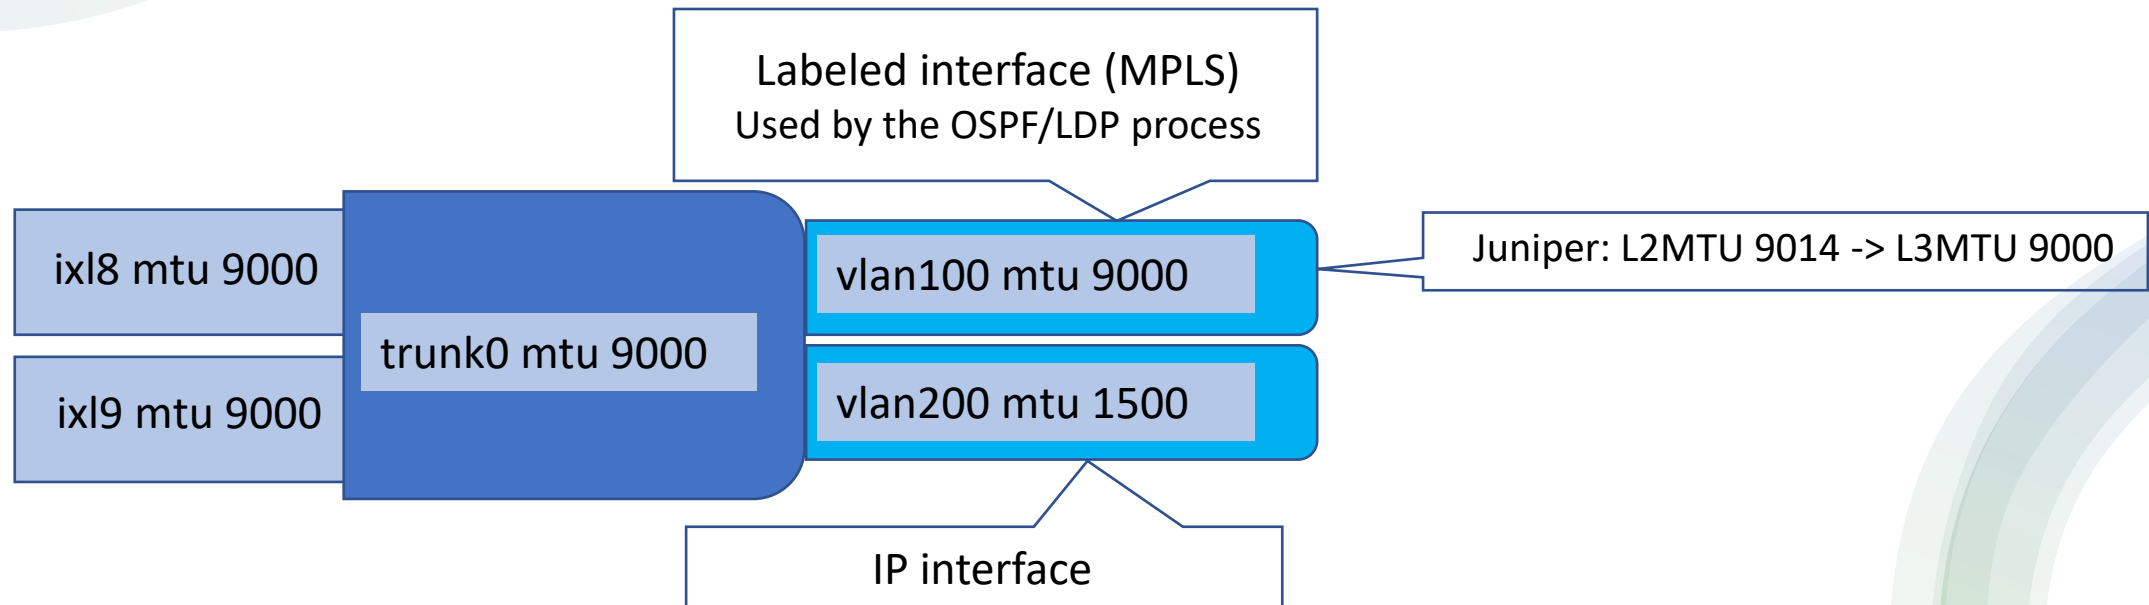 Labeled interface (MPLS)
Used by the OSPF/LDP process
ixl8 mtu 9000
vlan100 mtu 9000
Juniper: L2MTU 9014 -> L3MTU 9000
trunk0 mtu 9000
ixl9 mtu 9000
vlan200 mtu 1500
IP interface